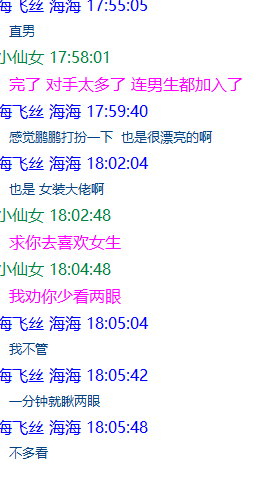 海飞丝 海海 17:55:05
直男
小仙女 17:58:01
完了 对手太多了 连男生都加入了
海飞丝 海海 17:59:40
感觉鹏鹏打扮一下  也是很漂亮的啊
海飞丝 海海 18:02:04
也是 女装大佬啊
小仙女 18:02:48
求你去喜欢女生
小仙女 18:04:48
我劝你少看两眼
海飞丝 海海 18:05:04
我不管
海飞丝 海海 18:05:42
一分钟就瞅两眼
海飞丝 海海 18:05:48
不多看